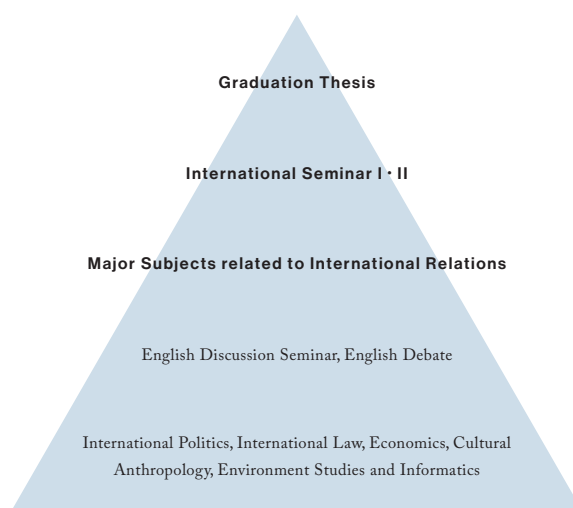 Graduation Thesis
International Seminar I・II
Major Subjects related to International Relations
English Discussion Seminar, English Debate
International Politics, International Law, Economics, Cultural
Anthropology, Environment Studies and Informatics